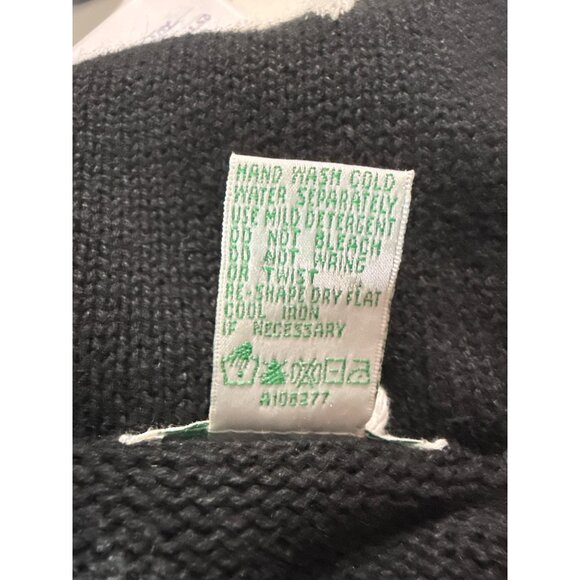 HAND WASH COLD
WATER SEPARATELY
USE MILD DETERGENT
DO NOT BLEACH
DO NOT WRING
OR TWIST
RE-SHAPE DRY FLAT
COOL IRON
IF NECESSARY
A108277